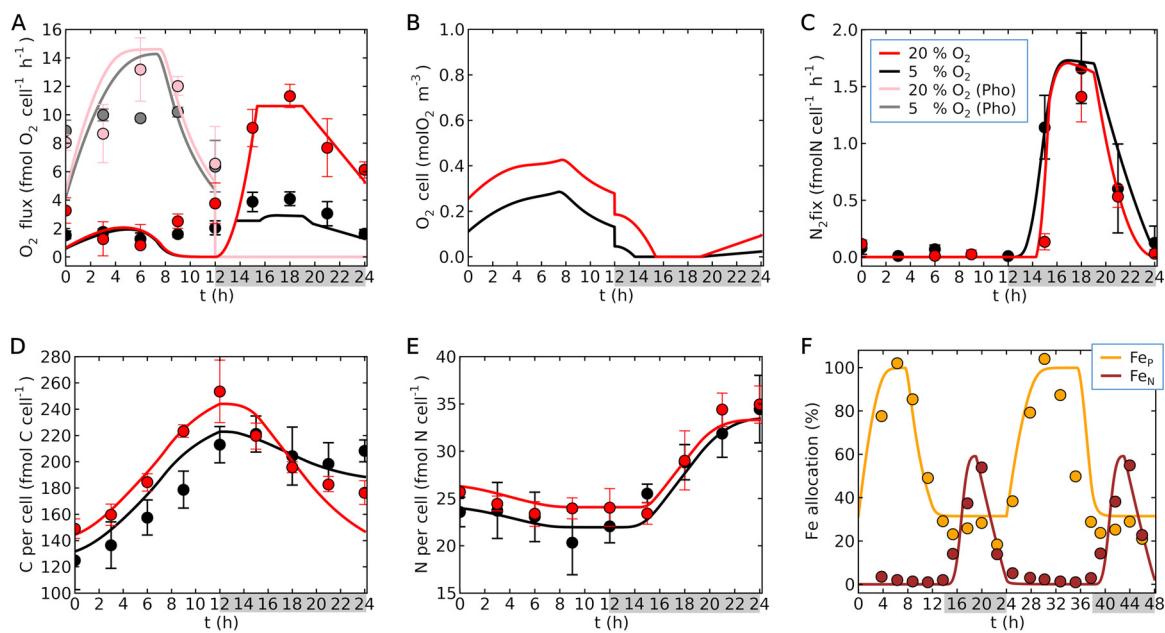 A
O₂ flux (fmol O₂ cell⁻¹ h⁻¹)
16
14
12
10
8
6
4
2
0
0 2 4 6 8 10 12 14 16 18 20 22 24
t (h)
B
O₂ cell (molO₂ m⁻³)
1.0
0.8
0.6
0.4
0.2
0.0
0 2 4 6 8 10 12 14 16 18 20 22 24
t (h)
C
N₂fix (fmolN cell⁻¹ h⁻¹)
2.0
1.5
1.0
0.5
0.0
20 % O₂
5 % O₂
20 % O₂ (Pho)
5 % O₂ (Pho)
0 2 4 6 8 10 12 14 16 18 20 22 24
t (h)
D
C per cell (fmol C cell⁻¹)
280
260
240
220
200
180
160
140
120
100
0 2 4 6 8 10 12 14 16 18 20 22 24
t (h)
E
N per cell (fmol N cell⁻¹)
40
35
30
25
20
15
0 2 4 6 8 10 12 14 16 18 20 22 24
t (h)
F
Fe allocation (%)
100
80
60
40
20
0
Fe_P
Fe_N
0 4 8 12 16 20 24 28 32 36 40 44 48
t (h)